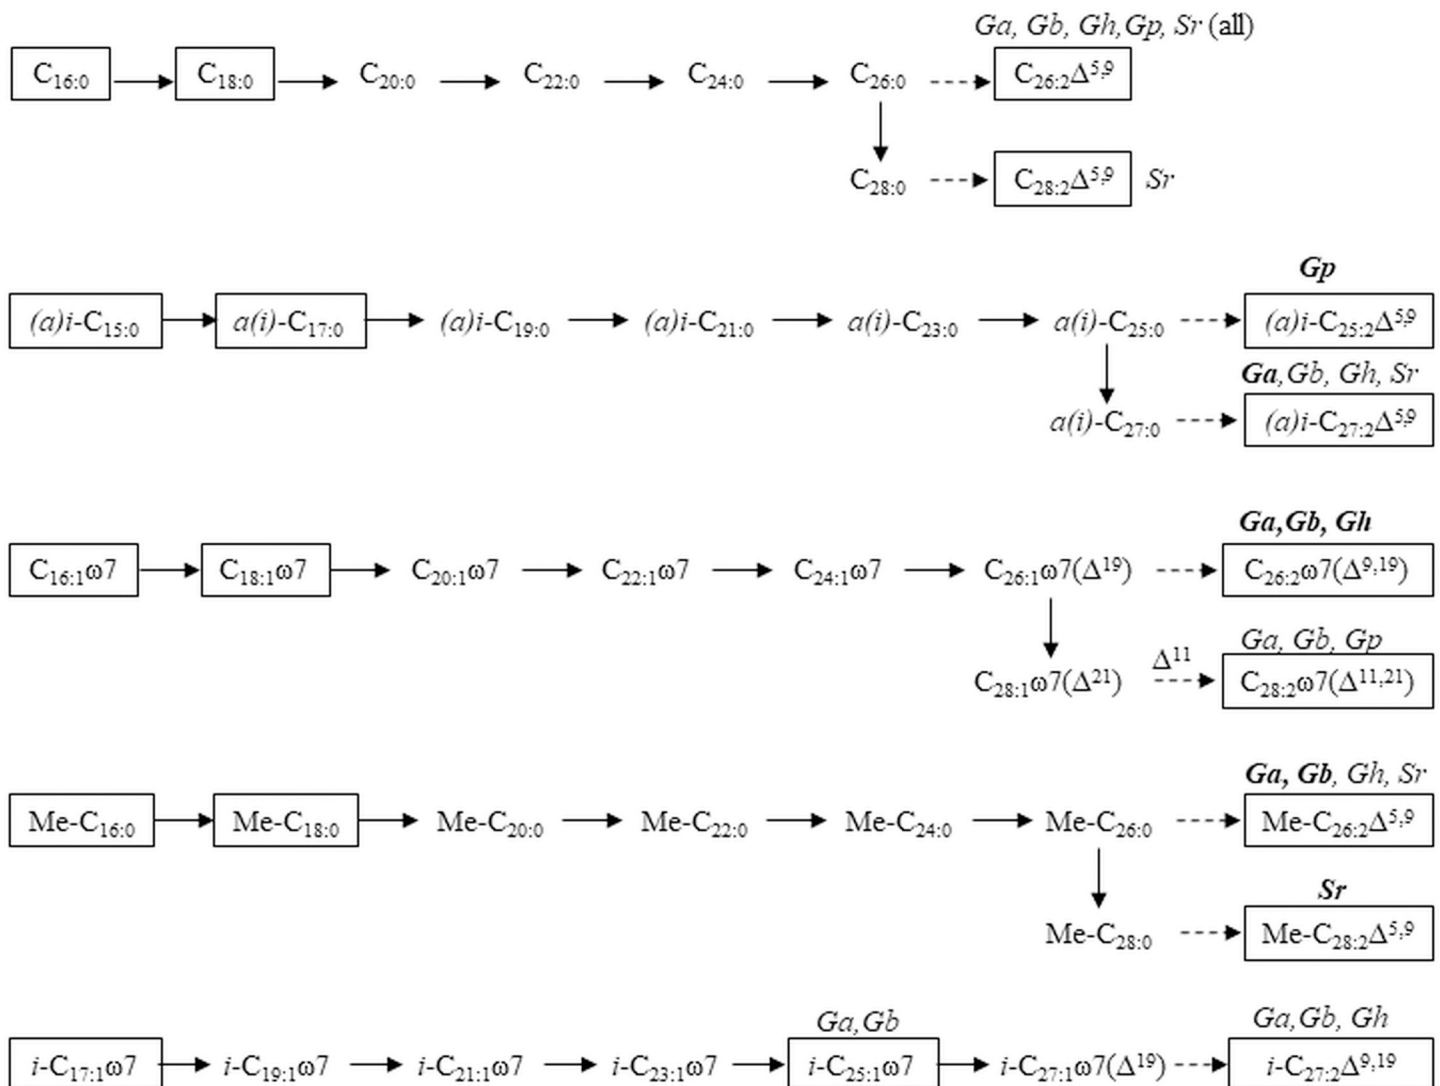 Ga, Gb, Gh, Gp, Sr (all)
C16:0 C18:0 C20:0 C22:0 C24:0 C26:0 C26:2Δ5,9
C28:0 C28:2Δ5,9 Sr
Gp
(a)i-C15:0 a(i)-C17:0 (a)i-C19:0 (a)i-C21:0 a(i)-C23:0 a(i)-C25:0 (a)i-C25:2Δ5,9
Ga, Gb, Gh, Sr
a(i)-C27:0 (a)i-C27:2Δ5,9
Ga, Gb, Gh
C16:1ω7 C18:1ω7 C20:1ω7 C22:1ω7 C24:1ω7 C26:1ω7(Δ19) C26:2ω7(Δ9,19)
Ga, Gb, Gp
C28:1ω7(Δ21) Δ11 C28:2ω7(Δ11,21)
Ga, Gb, Gh, Sr
Me-C16:0 Me-C18:0 Me-C20:0 Me-C22:0 Me-C24:0 Me-C26:0 Me-C26:2Δ5,9
Sr
Me-C28:0 Me-C28:2Δ5,9
Ga, Gb Ga, Gb, Gh
i-C17:1ω7 i-C19:1ω7 i-C21:1ω7 i-C23:1ω7 i-C25:1ω7 i-C27:1ω7(Δ19) i-C27:2Δ9,19